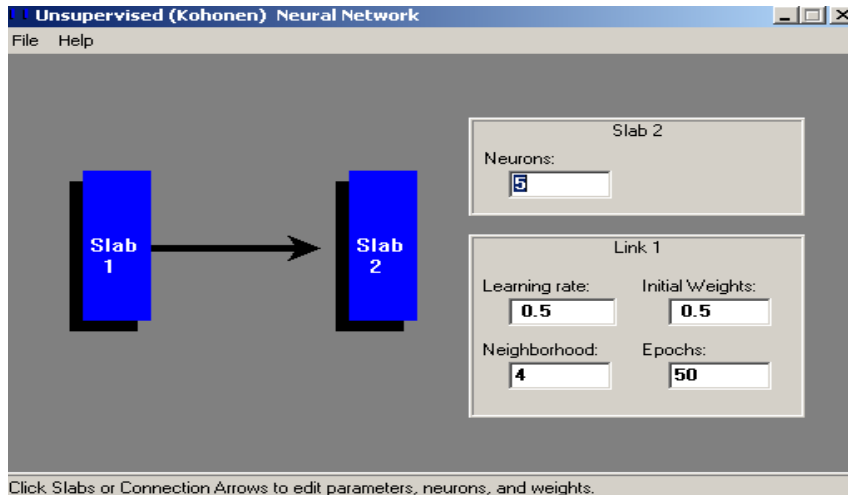 Unsupervised (Kohonen) Neural Network
File Help
Slab 2
Neurons:
5
Slab
1
Slab
2
Link 1
Learning rate: Initial Weights:
0.5 0.5
Neighborhood: Epochs:
4 50
Click Slabs or Connection Arrows to edit parameters, neurons, and weights.